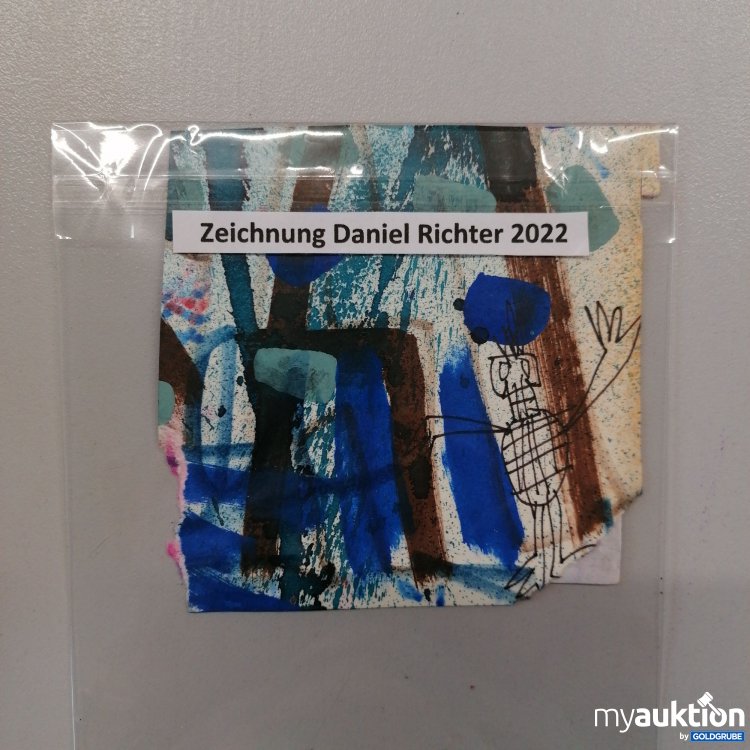 Zeichnung Daniel Richter 2022
myauktion
by GOLDGRUBE